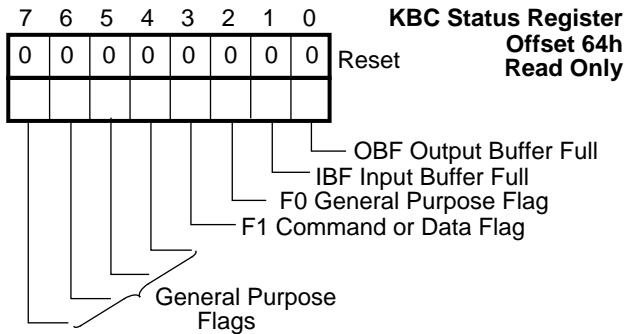 7 6 5 4 3 2 1 0
KBC Status Register
Offset 64h
Read Only
0 0 0 0 0 0 0 0 Reset
OBF Output Buffer Full
IBF Input Buffer Full
F0 General Purpose Flag
F1 Command or Data Flag
General Purpose
Flags